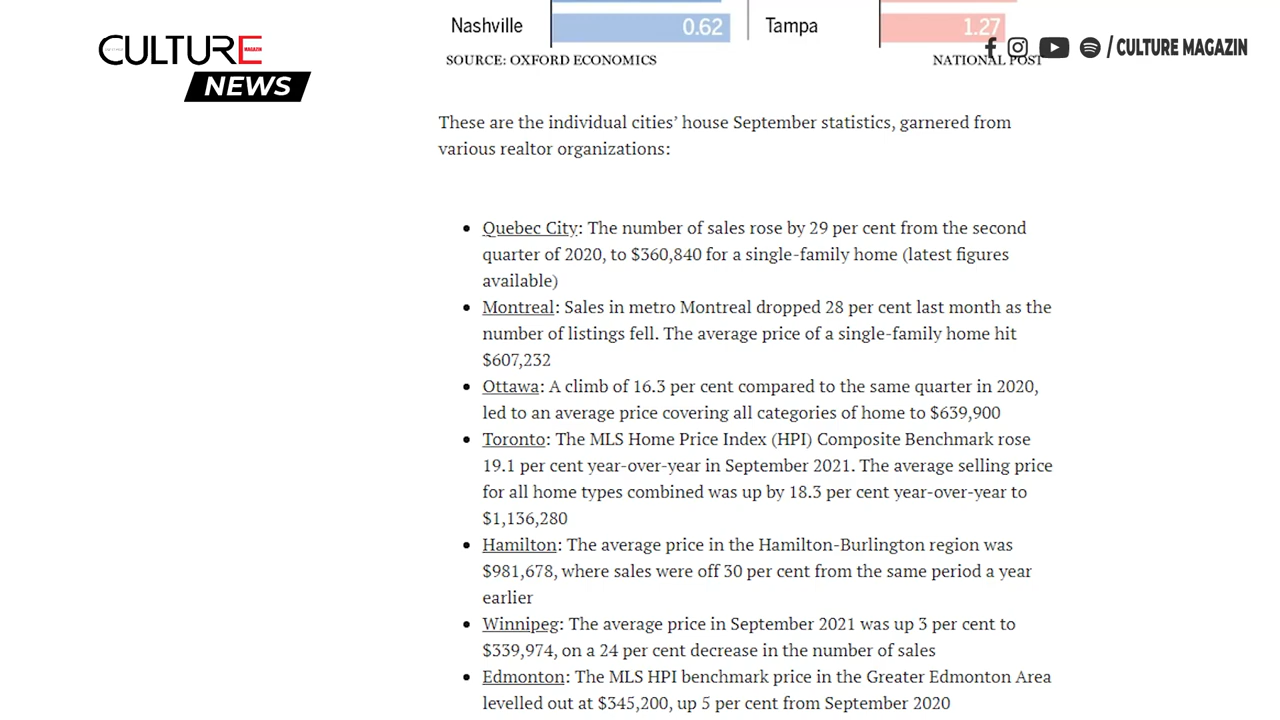 Nashville 0.62 Tampa 1.27
CULTURE
MAGAZIN
NEWS
/ CULTURE MAGAZIN
SOURCE: OXFORD ECONOMICS NATIONAL POST
These are the individual cities’ house September statistics, garnered from
various realtor organizations:
• Quebec City: The number of sales rose by 29 per cent from the second
quarter of 2020, to $360,840 for a single-family home (latest figures
available)
• Montreal: Sales in metro Montreal dropped 28 per cent last month as the
number of listings fell. The average price of a single-family home hit
$607,232
• Ottawa: A climb of 16.3 per cent compared to the same quarter in 2020,
led to an average price covering all categories of home to $639,900
• Toronto: The MLS Home Price Index (HPI) Composite Benchmark rose
19.1 per cent year-over-year in September 2021. The average selling price
for all home types combined was up by 18.3 per cent year-over-year to
$1,136,280
• Hamilton: The average price in the Hamilton-Burlington region was
$981,678, where sales were off 30 per cent from the same period a year
earlier
• Winnipeg: The average price in September 2021 was up 3 per cent to
$339,974, on a 24 per cent decrease in the number of sales
• Edmonton: The MLS HPI benchmark price in the Greater Edmonton Area
levelled out at $345,200, up 5 per cent from September 2020